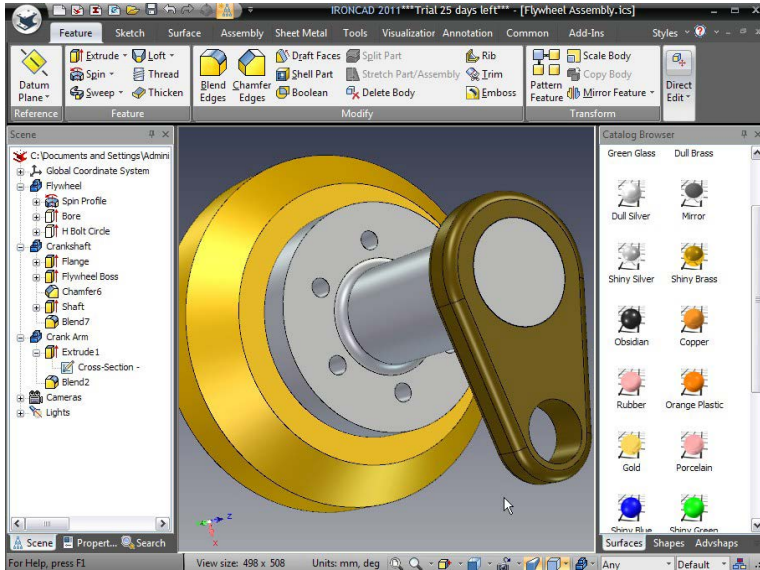 IRONCAD 2011***Trial 25 days left*** - [Flywheel Assembly.ics]
Feature Sketch Surface Assembly Sheet Metal Tools Visualization Annotation Common Add-Ins Styles
Datum Plane
Extrude Loft
Spin Thread
Sweep Thicken
Blend Edges
Chamfer Edges
Draft Faces Split Part Rib
Shell Part Stretch Part/Assembly Trim
Boolean Delete Body Emboss
Pattern Feature
Scale Body
Copy Body
Mirror Feature
Direct Edit
Reference Feature Modify Transform
Scene
C:\Documents and Settings\Admini
Global Coordinate System
Flywheel
Spin Profile
Bore
H Bolt Circle
Crankshaft
Flange
Flywheel Boss
Chamfer6
Shaft
Blend7
Crank Arm
Extrude1
Cross-Section -
Blend2
Cameras
Lights
Z
X
Catalog Browser
Green Glass Dull Brass
Dull Silver Mirror
Shiny Silver Shiny Brass
Obsidian Copper
Rubber Orange Plastic
Gold Porcelain
Shiny Blue Shiny Green
Scene Propert... Search
Surfaces Shapes Advshaps
For Help, press F1 View size: 498 x 508 Units: mm, deg Any Default